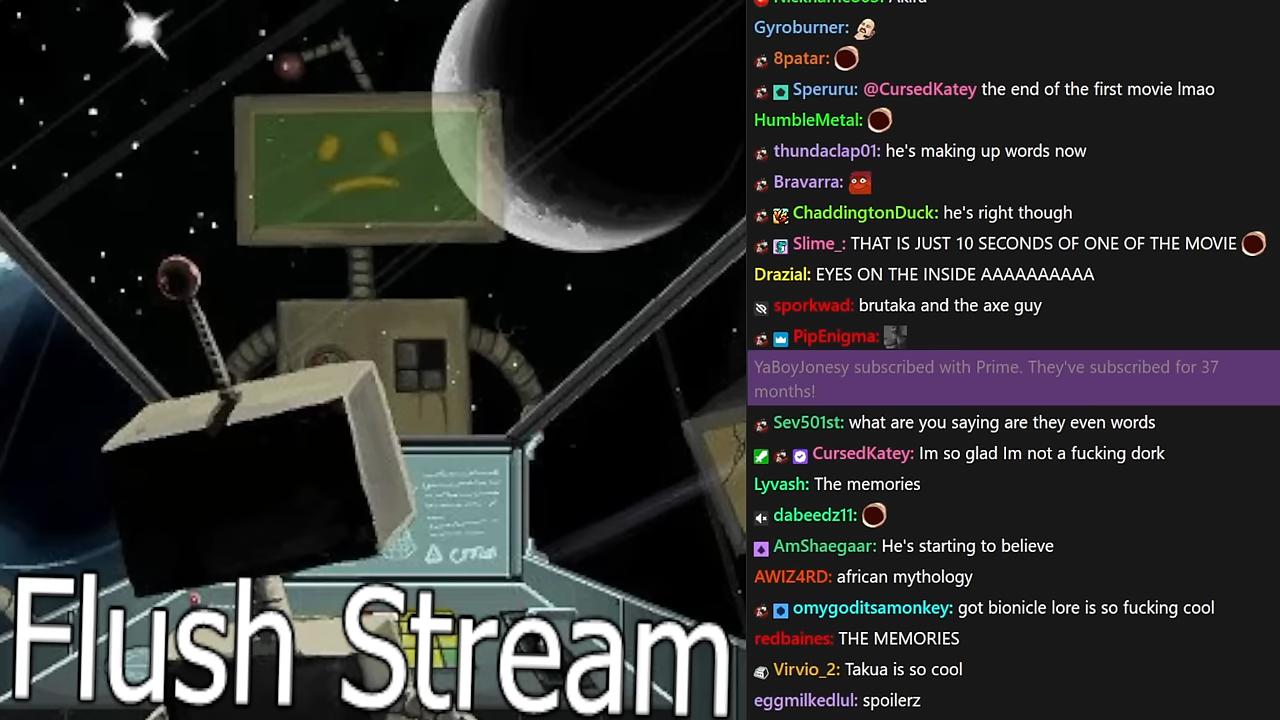 Gyroburner:
8patar:
Speruru: @CursedKatey the end of the first movie lmao
HumbleMetal:
thundaclap01: he's making up words now
Bravarra:
ChaddingtonDuck: he's right though
Slime_: THAT IS JUST 10 SECONDS OF ONE OF THE MOVIE
Drazial: EYES ON THE INSIDE AAAAAAAAAA
sporkwad: brutaka and the axe guy
PipEnigma:
YaBoyJonesy subscribed with Prime. They've subscribed for 37
months!
Sev501st: what are you saying are they even words
CursedKatey: Im so glad Im not a fucking dork
Lyvash: The memories
dabeedz11:
AmShaegaar: He's starting to believe
AWIZ4RD: african mythology
omygoditsamonkey: got bionicle lore is so fucking cool
redbaines: THE MEMORIES
Virvio_2: Takua is so cool
eggmilkedlul: spoilerz
Flush Stream